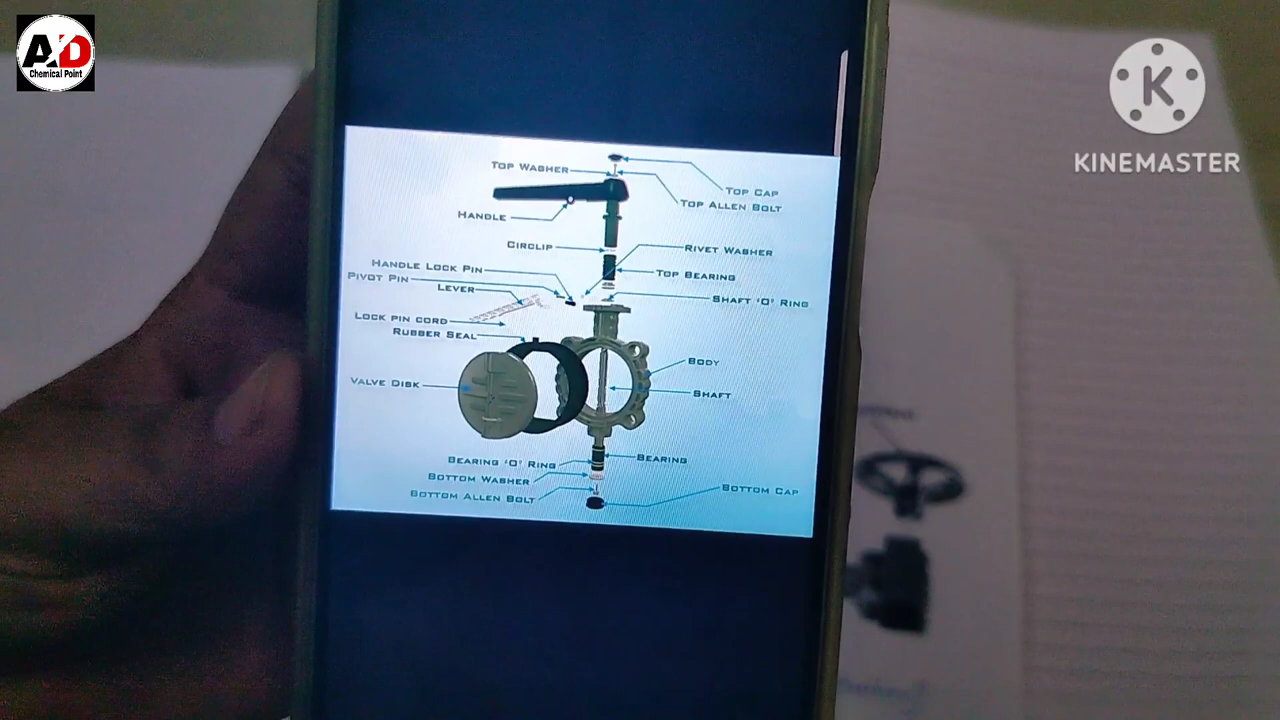 AD
Chemical Point
K
KINEMASTER
TOP WASHER
TOP CAP
TOP ALLEN BOLT
HANDLE
CIRCLIP
RIVET WASHER
HANDLE LOCK PIN
TOP BEARING
PIVOT PIN
LEVER
SHAFT 'O' RING
LOCK PIN CORD
RUBBER SEAL
BODY
VALVE DISK
SHAFT
BEARING 'O' RING
BEARING
BOTTOM WASHER
BOTTOM ALLEN BOLT
BOTTOM CAP